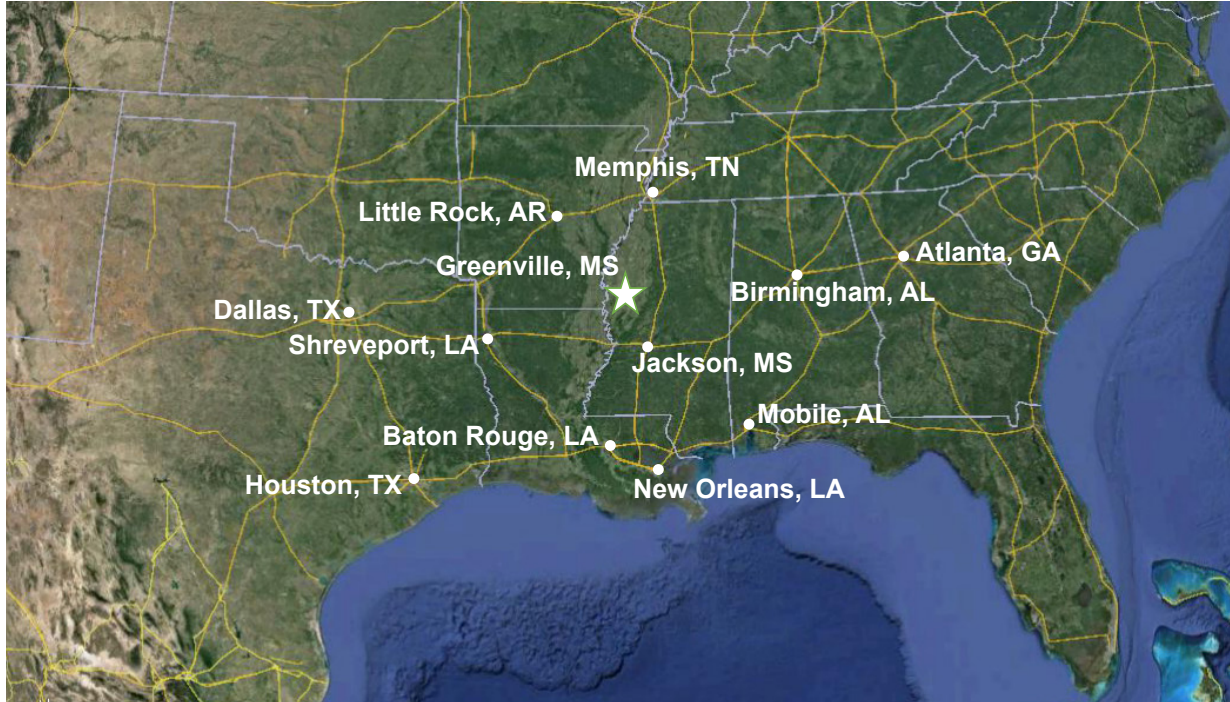 Memphis, TN
Little Rock, AR
Atlanta, GA
Greenville, MS
Birmingham, AL
Dallas, TX
Shreveport, LA
Jackson, MS
Mobile, AL
Baton Rouge, LA
Houston, TX
New Orleans, LA